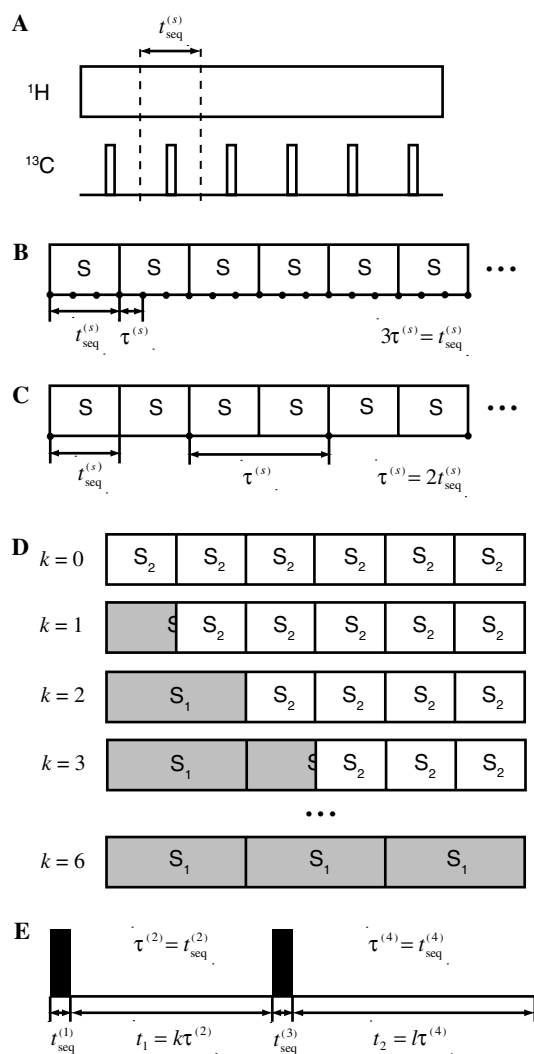 A
t_seq^(s)
¹H
¹³C
B
S S S S S S •••
t_seq^(s) τ^(s) 3τ^(s) = t_seq^(s)
C
S S S S S S •••
t_seq^(s) τ^(s) τ^(s) = 2t_seq^(s)
D
k = 0 S₂ S₂ S₂ S₂ S₂ S₂
k = 1 S S₂ S₂ S₂ S₂ S₂
k = 2 S₁ S₂ S₂ S₂ S₂
k = 3 S₁ S S₂ S₂ S₂
•••
k = 6 S₁ S₁ S₁
E
τ^(2) = t_seq^(2) τ^(4) = t_seq^(4)
t_seq^(1) t₁ = kτ^(2) t_seq^(3) t₂ = lτ^(4)